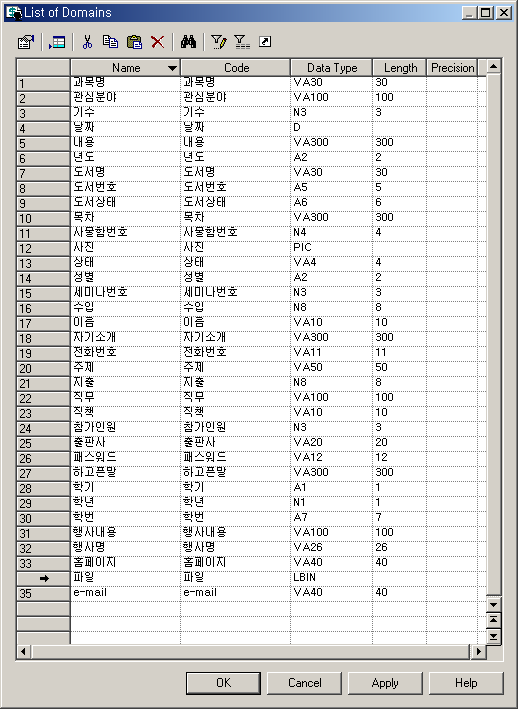 List of Domains
Name Code Data Type Length Precision
1 과목명 과목명 VA30 30
2 관심분야 관심분야 VA100 100
3 기수 기수 N3 3
4 날짜 날짜 D
5 내용 내용 VA300 300
6 년도 년도 A2 2
7 도서명 도서명 VA30 30
8 도서번호 도서번호 A5 5
9 도서상태 도서상태 A6 6
10 목차 목차 VA300 300
11 사물함번호 사물함번호 N4 4
12 사진 사진 PIC
13 상태 상태 VA4 4
14 성별 성별 A2 2
15 세미나번호 세미나번호 N3 3
16 수입 수입 N8 8
17 이름 이름 VA10 10
18 자기소개 자기소개 VA300 300
19 전화번호 전화번호 VA11 11
20 주제 주제 VA50 50
21 지출 지출 N8 8
22 직무 직무 VA100 100
23 직책 직책 VA10 10
24 참가인원 참가인원 N3 3
25 출판사 출판사 VA20 20
26 패스워드 패스워드 VA12 12
27 하고픈말 하고픈말 VA300 300
28 학기 학기 A1 1
29 학년 학년 N1 1
30 학번 학번 A7 7
31 행사내용 행사내용 VA100 100
32 행사명 행사명 VA26 26
33 홈페이지 홈페이지 VA40 40
파일 파일 LBIN
35 e-mail e-mail VA40 40
OK Cancel Apply Help